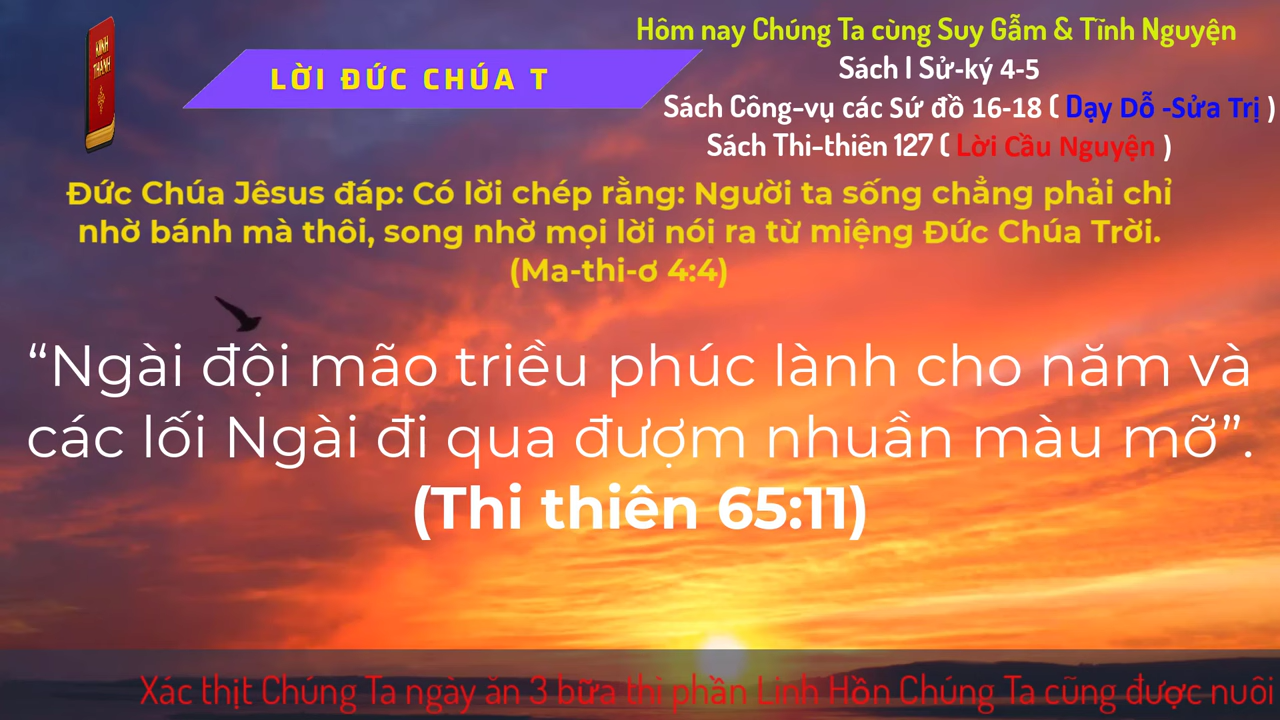 KINH
THÁNH
LỜI ĐỨC CHÚA T
Hôm nay Chúng Ta cùng Suy Gẫm & Tĩnh Nguyện
Sách I Sử-ký 4-5
Sách Công-vụ các Sứ đồ 16-18 ( Dạy Dỗ -Sửa Trị )
Sách Thi-thiên 127 ( Lời Cầu Nguyện )
Đức Chúa Jêsus đáp: Có lời chép rằng: Người ta sống chẳng phải chỉ
nhờ bánh mà thôi, song nhờ mọi lời nói ra từ miệng Đức Chúa Trời.
(Ma-thi-ơ 4:4)
“Ngài đội mão triều phúc lành cho năm và
các lối Ngài đi qua đượm nhuần màu mỡ”.
(Thi thiên 65:11)
Xác thịt Chúng Ta ngày ăn 3 bữa thì phần Linh Hồn Chúng Ta cũng được nuôi